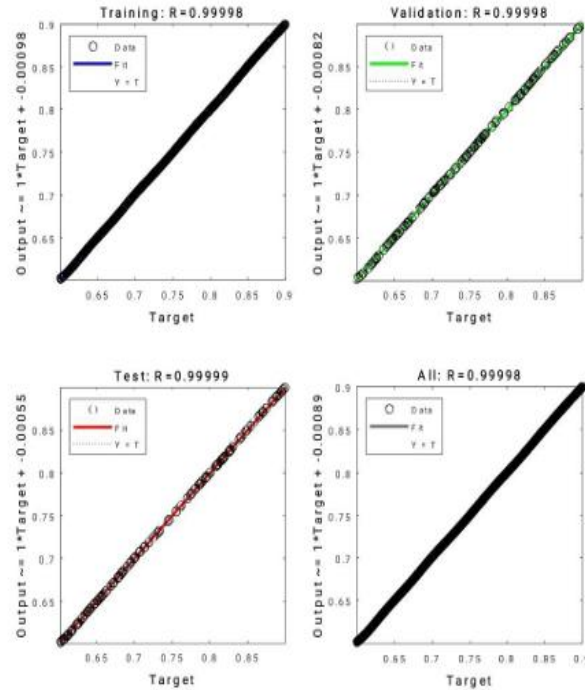 Training: R=0.99998
Output ~= 1*Target + -0.00098
0.9
0.85
0.8
0.75
0.7
0.65
Data
Fit
Y = T
0.65 0.7 0.75 0.8 0.85 0.9
Target
Validation: R=0.99998
Output ~= 1*Target + -0.00082
0.85
0.8
0.75
0.7
0.65
Data
Fit
Y = T
0.65 0.7 0.75 0.8 0.85
Target
Test: R=0.99999
Output ~= 1*Target + -0.00055
0.85
0.8
0.75
0.7
0.65
Data
Fit
Y = T
0.65 0.7 0.75 0.8 0.85
Target
All: R=0.99998
Output ~= 1*Target + -0.00089
0.9
0.85
0.8
0.75
0.7
0.65
Data
Fit
Y = T
0.65 0.7 0.75 0.8 0.85 0.9
Target